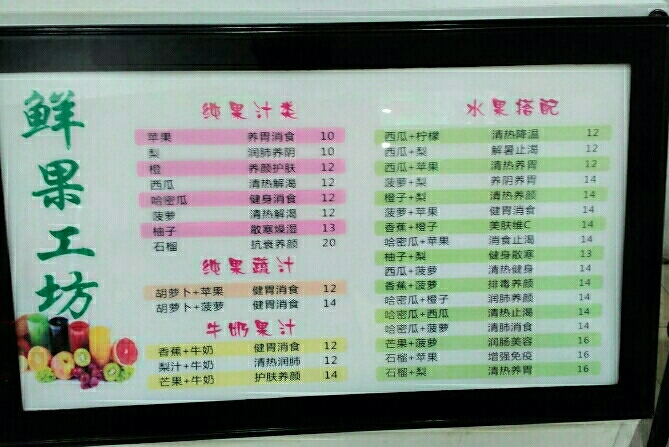 鲜果工坊
纯果汁类
苹果 养胃消食 10
梨 润肺养阴 10
橙 养颜护肤 12
西瓜 清热解渴 12
哈密瓜 健身消食 12
菠萝 清热解渴 12
柚子 散寒燥湿 13
石榴 抗衰养颜 20
纯果蔬汁
胡萝卜+苹果 健胃消食 12
胡萝卜+菠萝 健胃消食 14
牛奶果汁
香蕉+牛奶 健胃消食 12
梨汁+牛奶 清热润肺 12
芒果+牛奶 护肤养颜 14
水果搭配
西瓜+柠檬 清热降温 12
西瓜+梨 解暑止渴 12
西瓜+苹果 清热养胃 12
菠萝+梨 养阴养胃 14
橙子+梨 清热养颜 14
菠萝+苹果 健胃消食 14
香蕉+橙子 美肤维C 14
哈密瓜+苹果 消食止渴 14
柚子+梨 健身散寒 13
西瓜+菠萝 清热健身 14
香蕉+菠萝 排毒养颜 14
哈密瓜+橙子 润肺养颜 14
哈密瓜+西瓜 清热止渴 14
哈密瓜+菠萝 清肺消食 14
芒果+菠萝 润肠美容 16
石榴+苹果 增强免疫 16
石榴+梨 清热养胃 16